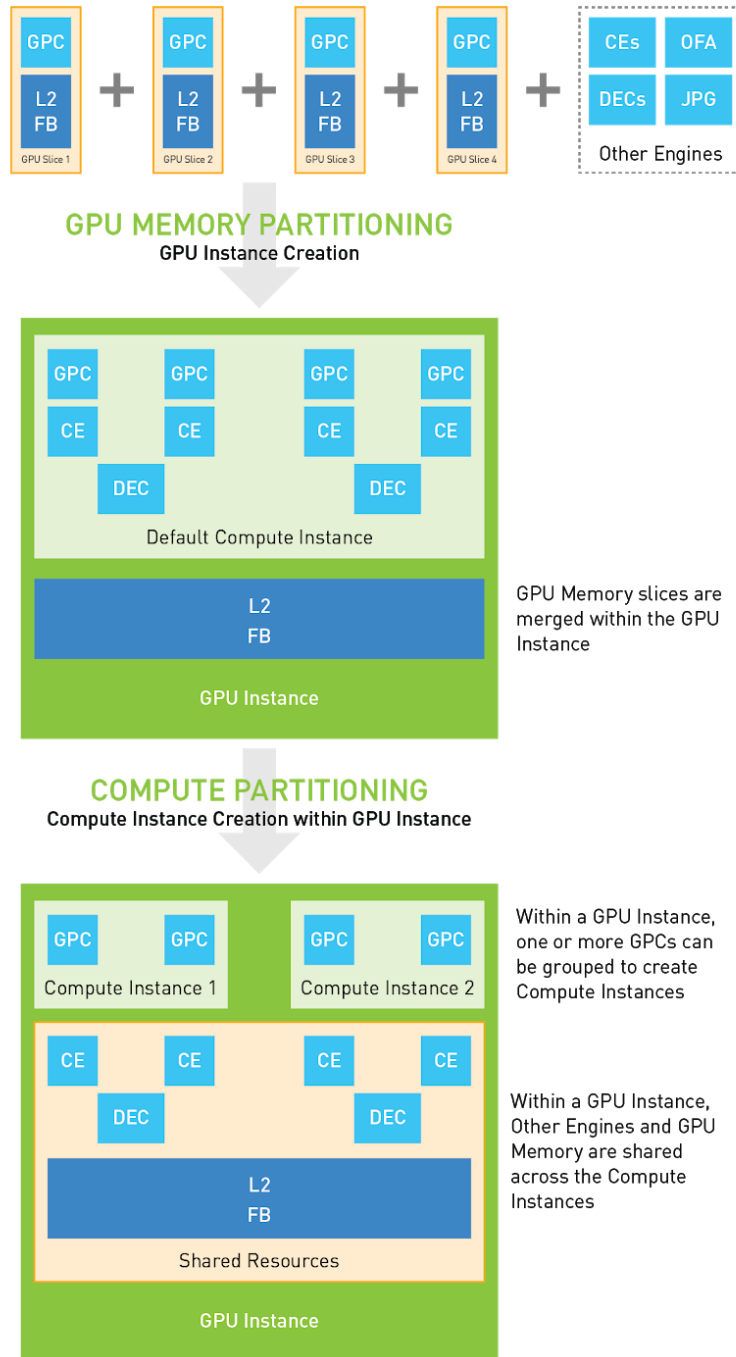 GPC
GPC
GPC
GPC
CEs
OFA
L2
FB
L2
FB
L2
FB
L2
FB
DECs
JPG
GPU Slice 1
GPU Slice 2
GPU Slice 3
GPU Slice 4
Other Engines
GPU MEMORY PARTITIONING
GPU Instance Creation
GPC
GPC
GPC
GPC
CE
CE
CE
CE
DEC
DEC
Default Compute Instance
L2
FB
GPU Instance
GPU Memory slices are
merged within the GPU
Instance
COMPUTE PARTITIONING
Compute Instance Creation within GPU Instance
GPC
GPC
GPC
GPC
Compute Instance 1
Compute Instance 2
Within a GPU Instance,
one or more GPCs can
be grouped to create
Compute Instances
CE
CE
CE
CE
DEC
DEC
L2
FB
Shared Resources
GPU Instance
Within a GPU Instance,
Other Engines and GPU
Memory are shared
across the Compute
Instances